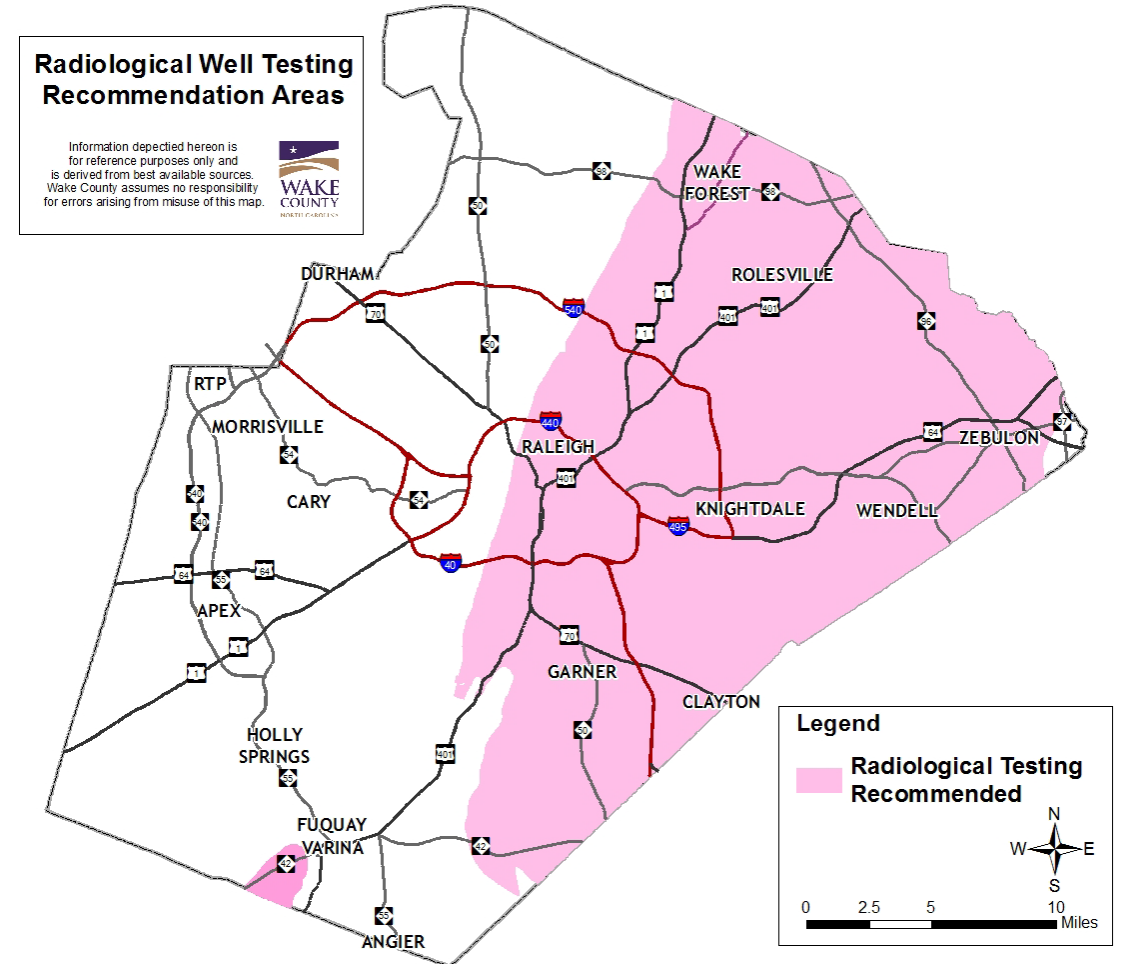 Radiological Well Testing
Recommendation Areas
Information depectied hereon is
for reference purposes only and
is derived from best available sources.
Wake County assumes no responsibility
for errors arising from misuse of this map.
WAKE
COUNTY
NORTH CAROLINA
98
WAKE
FOREST
98
50
DURHAM
ROLESVILLE
70
540
1
401
401
96
1
50
RTP
MORRISVILLE
440
RALEIGH
64
97
ZEBULON
54
401
540
CARY
54
KNIGHTDALE
WENDELL
540
495
40
64
64
55
APEX
1
1
70
GARNER
CLAYTON
50
HOLLY
SPRINGS
401
55
FUQUAY
VARINA
42
42
55
ANGIER
Legend
Radiological Testing
Recommended
N
W E
S
0 2.5 5 10
Miles